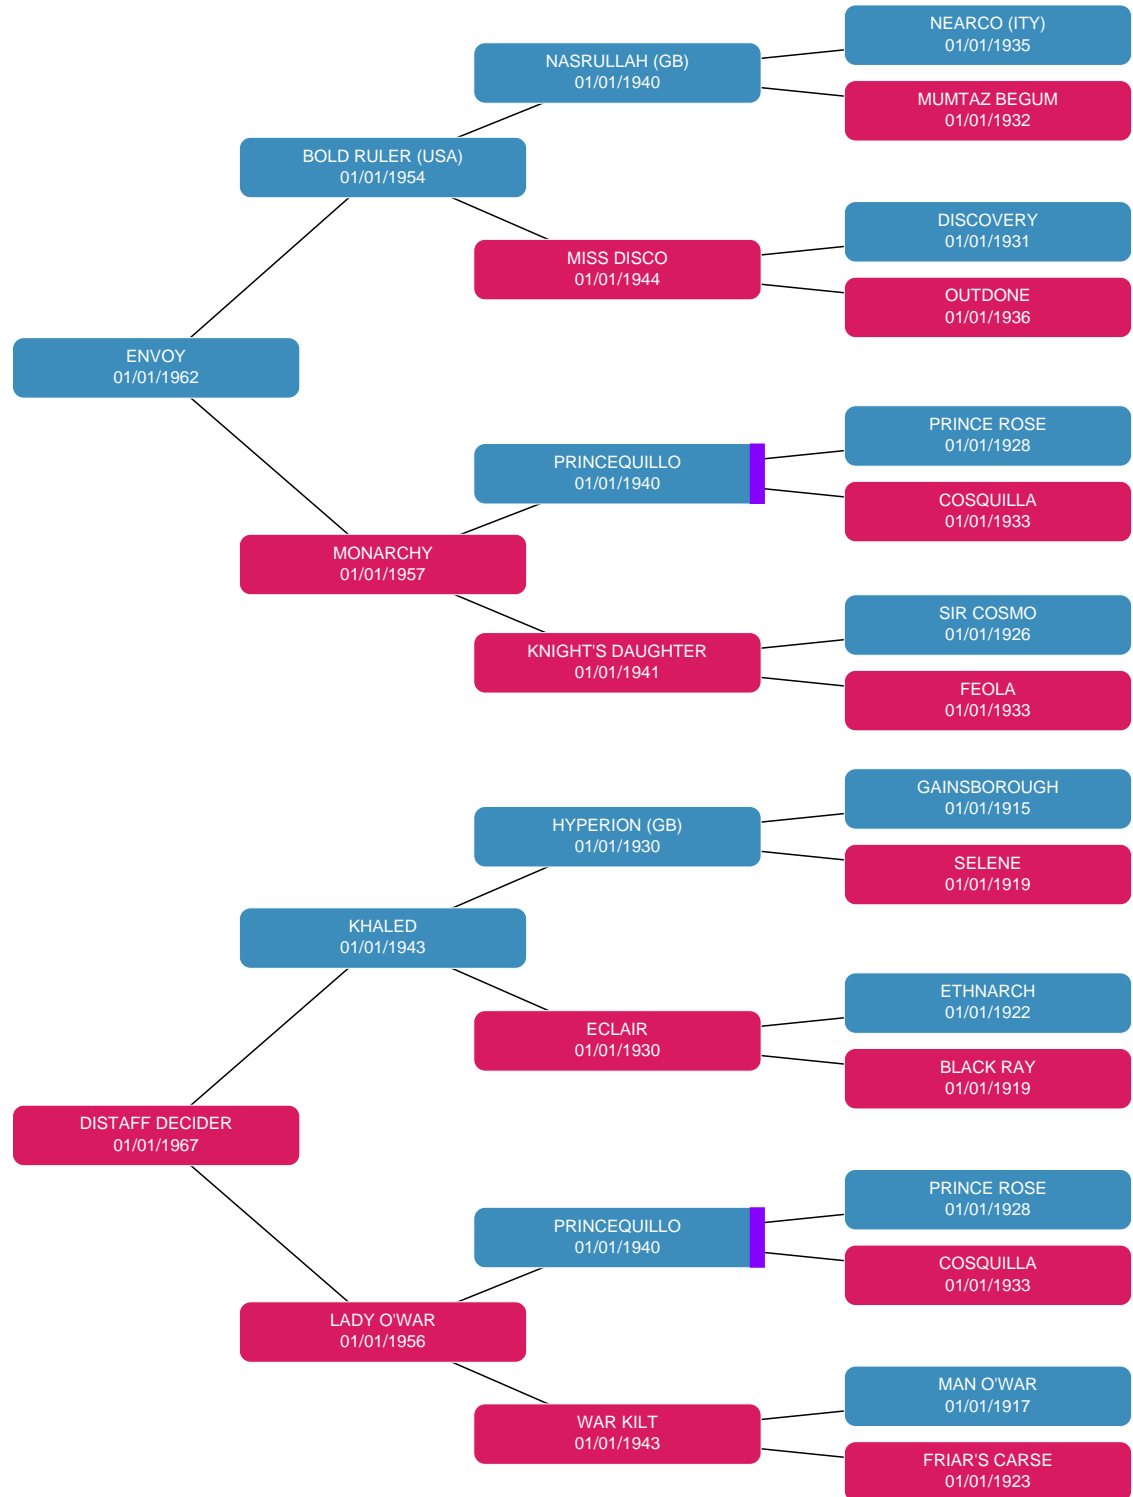 NEARCO (ITY)
01/01/1935
NASRULLAH (GB)
01/01/1940
MUMTAZ BEGUM
01/01/1932
BOLD RULER (USA)
01/01/1954
DISCOVERY
01/01/1931
MISS DISCO
01/01/1944
OUTDONE
01/01/1936
ENVOY
01/01/1962
PRINCE ROSE
01/01/1928
PRINCEQUILLO
01/01/1940
COSQUILLA
01/01/1933
MONARCHY
01/01/1957
SIR COSMO
01/01/1926
KNIGHT'S DAUGHTER
01/01/1941
FEOLA
01/01/1933
GAINSBOROUGH
01/01/1915
HYPERION (GB)
01/01/1930
SELENE
01/01/1919
KHALED
01/01/1943
ETHNARCH
01/01/1922
ECLAIR
01/01/1930
BLACK RAY
01/01/1919
DISTAFF DECIDER
01/01/1967
PRINCE ROSE
01/01/1928
PRINCEQUILLO
01/01/1940
COSQUILLA
01/01/1933
LADY O'WAR
01/01/1956
MAN O'WAR
01/01/1917
WAR KILT
01/01/1943
FRIAR'S CARSE
01/01/1923